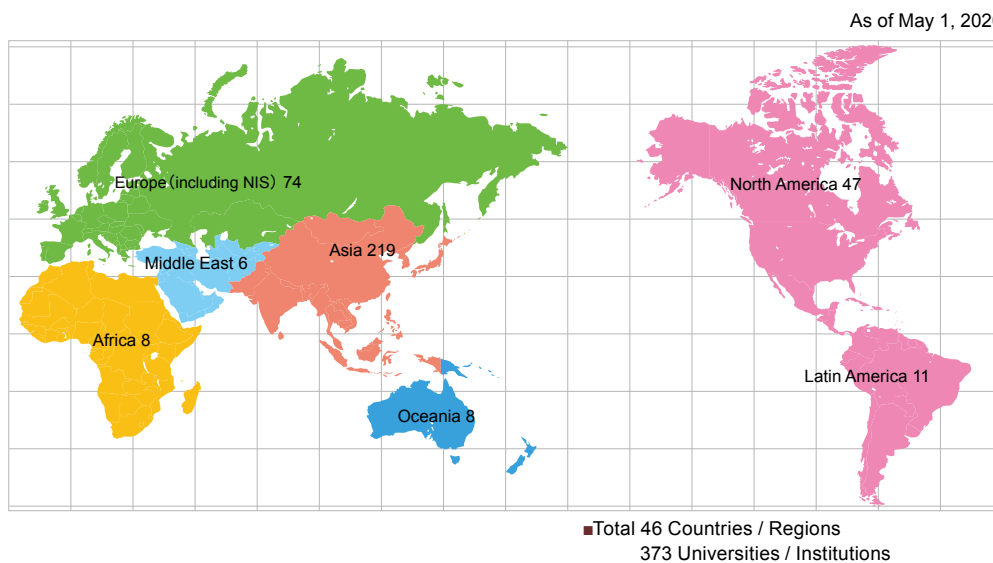 As of May 1, 202
Europe（including NIS）74
North America 47
Asia 219
Middle East 6
Africa 8
Latin America 11
Oceania 8
■Total 46 Countries / Regions
373 Universities / Institutions